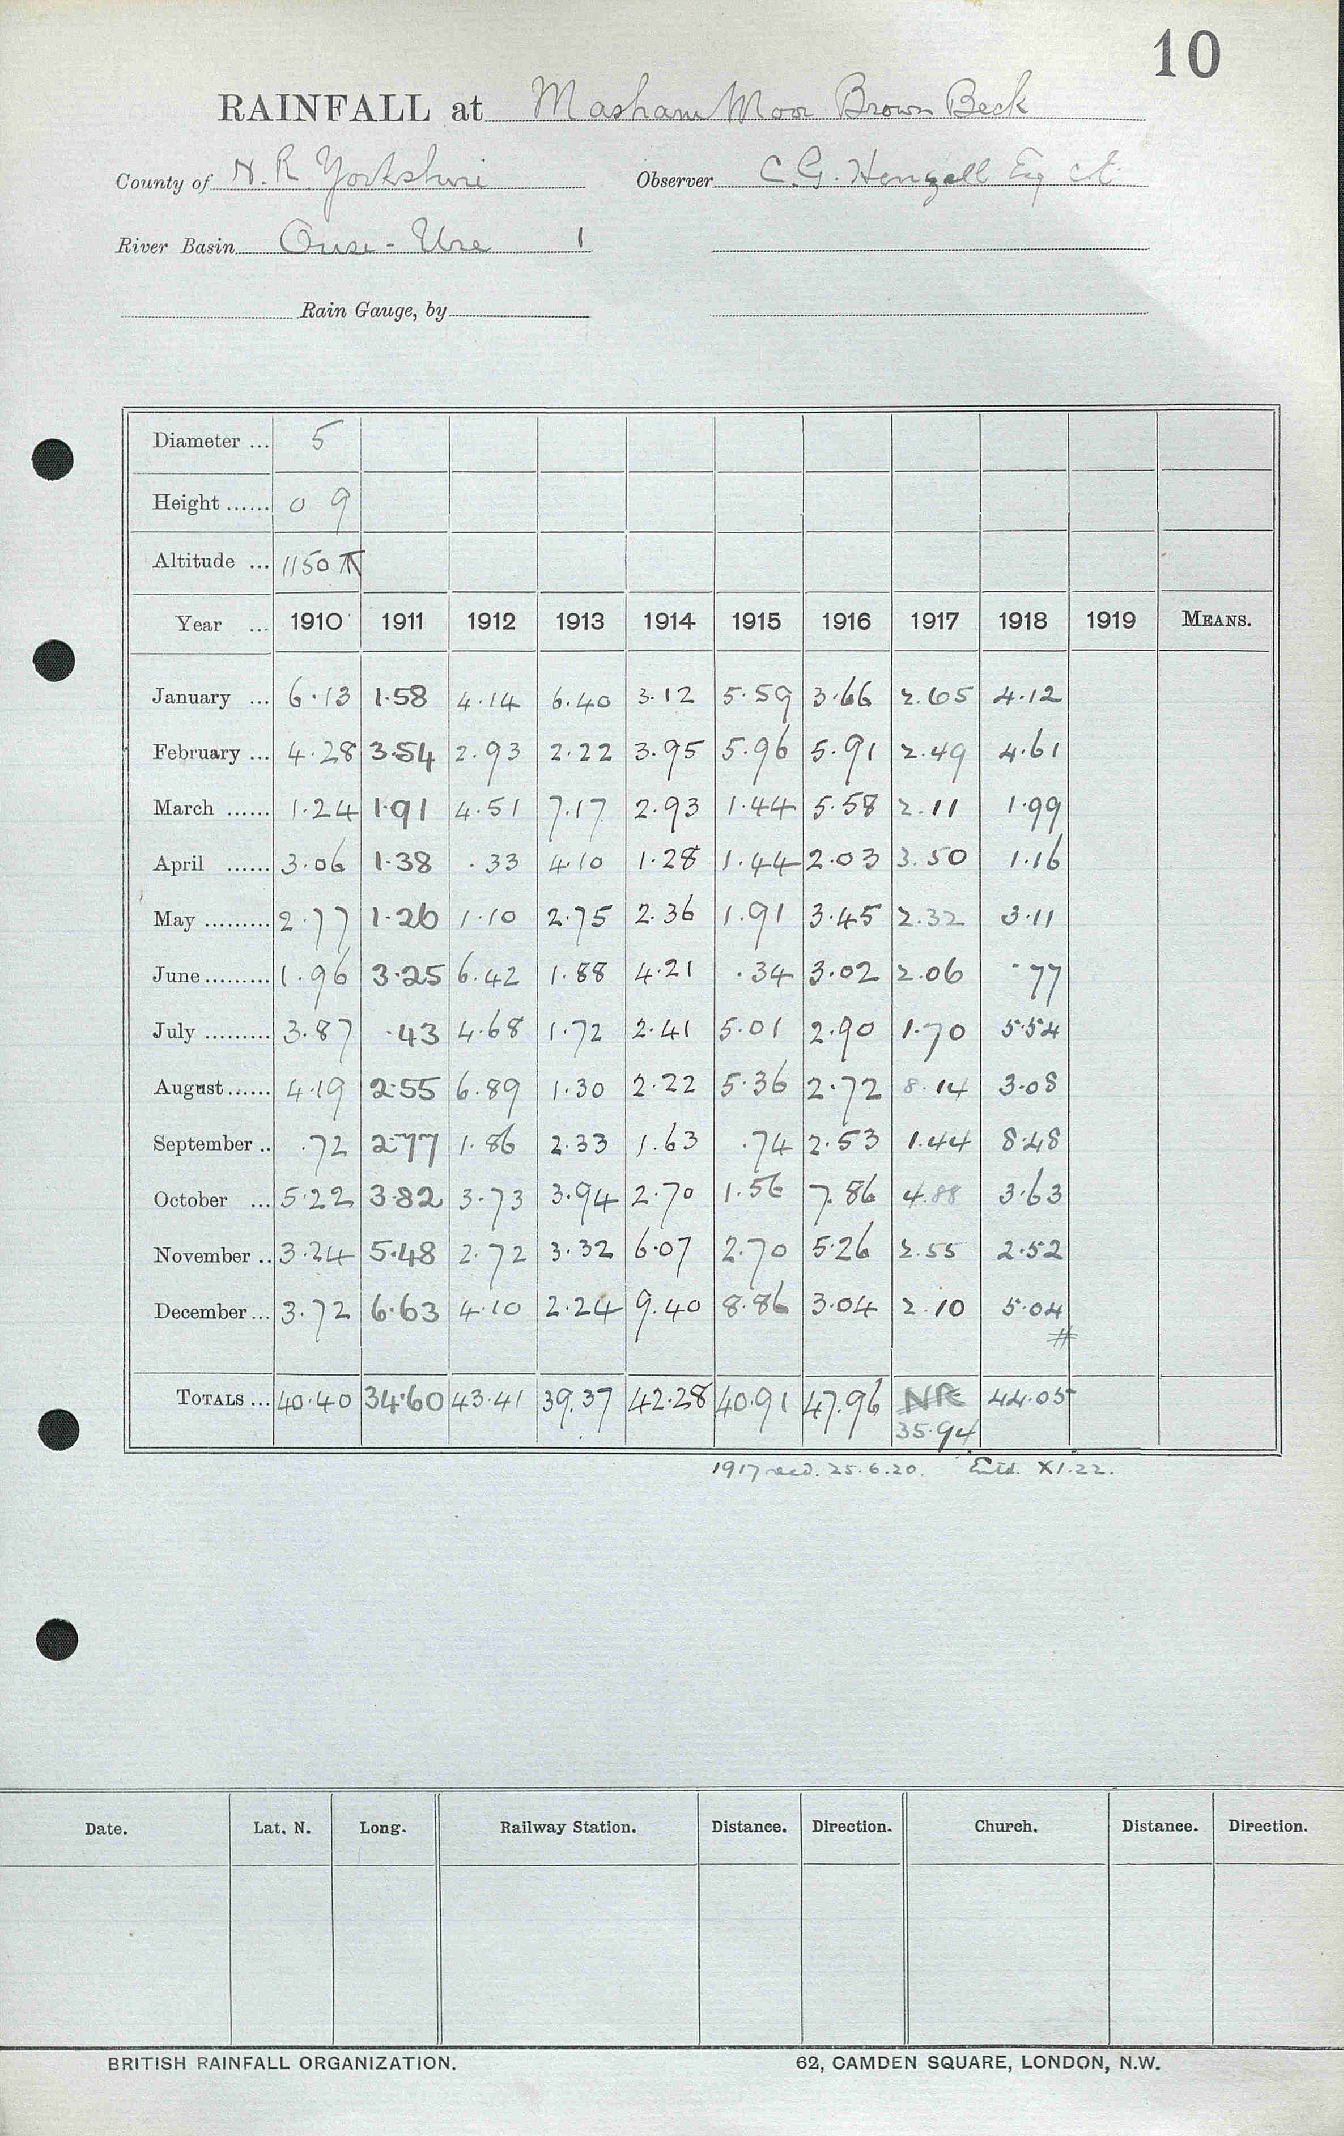 10
RAINFALL at Masham Moor Brown Beck
County of N. R. Yorkshire Observer C. G. Hengall Esq CE
River Basin Ouse - Ure 1
Rain Gauge, by
Diameter ... 5
Height ...... 0 9
Altitude ... 1150 ft
Year ... 1910 1911 1912 1913 1914 1915 1916 1917 1918 1919 MEANS.
January ... 6.13 1.58 4.14 6.40 3.12 5.59 3.66 2.65 4.12
February ... 4.28 3.54 2.93 2.22 3.95 5.96 5.91 2.49 4.61
March ...... 1.24 1.91 4.51 7.17 2.93 1.44 5.58 2.11 1.99
April ...... 3.06 1.38 .33 4.10 1.28 1.44 2.03 3.50 1.16
May ......... 2.77 1.26 1.10 2.75 2.36 1.91 3.45 2.32 3.11
June ......... 1.96 3.25 6.42 1.88 4.21 .34 3.02 2.06 .77
July ......... 3.87 .43 4.68 1.72 2.41 5.01 2.90 1.70 5.54
August ...... 4.19 2.55 6.89 1.30 2.22 5.36 2.72 8.14 3.08
September .. .72 2.77 1.86 2.33 1.63 .74 2.53 1.44 8.48
October ... 5.22 3.82 3.73 3.94 2.70 1.56 7.86 4.88 3.63
November .. 3.24 5.48 2.72 3.32 6.07 2.70 5.26 2.55 2.52
December ... 3.72 6.63 4.10 2.24 9.40 8.86 3.04 2.10 5.04
#
TOTALS ... 40.40 34.60 43.41 39.37 42.28 40.91 47.96 NR 44.05
35.94
1917 recd. 25.6.20. Entd. XI.22.
Date. Lat. N. Long. Railway Station. Distance. Direction. Church. Distance. Direction.
BRITISH RAINFALL ORGANIZATION. 62, CAMDEN SQUARE, LONDON, N.W.